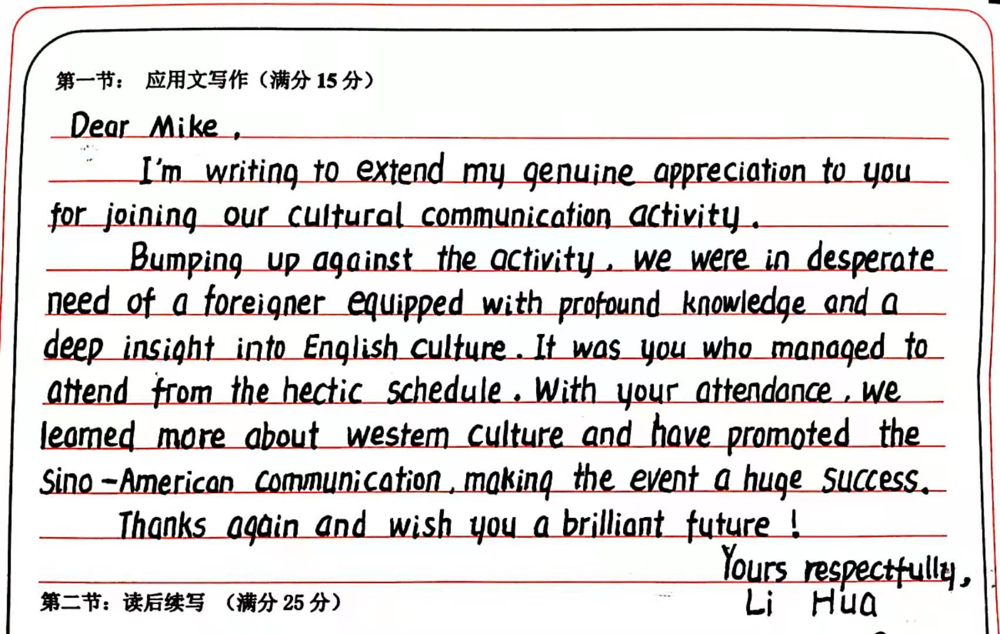 第一节： 应用文写作（满分 15 分）
Dear Mike,
I'm writing to extend my genuine appreciation to you
for joining our cultural communication activity.
Bumping up against the activity, we were in desperate
need of a foreigner equipped with profound knowledge and a
deep insight into English culture. It was you who managed to
attend from the hectic schedule. With your attendance, we
learned more about western culture and have promoted the
Sino-American communication, making the event a huge success.
Thanks again and wish you a brilliant future!
Yours respectfully,
第二节：读后续写 （满分 25 分）
Li Hua